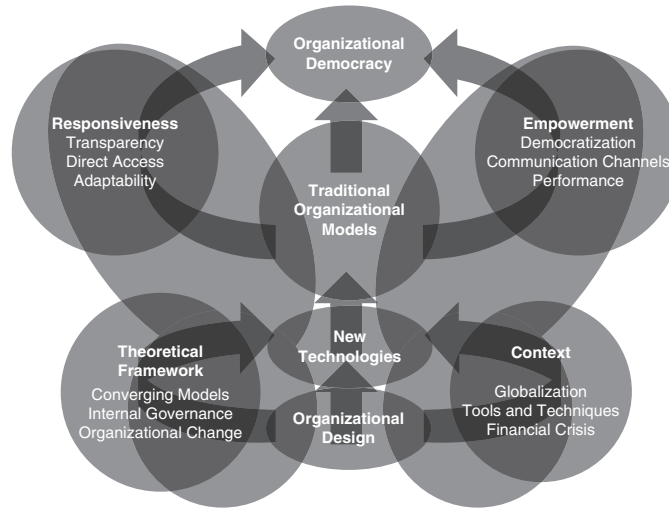 Organizational
Democracy
Responsiveness
Transparency
Direct Access
Adaptability
Empowerment
Democratization
Communication Channels
Performance
Traditional
Organizational
Models
Theoretical
Framework
Converging Models
Internal Governance
Organizational Change
New
Technologies
Context
Globalization
Tools and Techniques
Financial Crisis
Organizational
Design